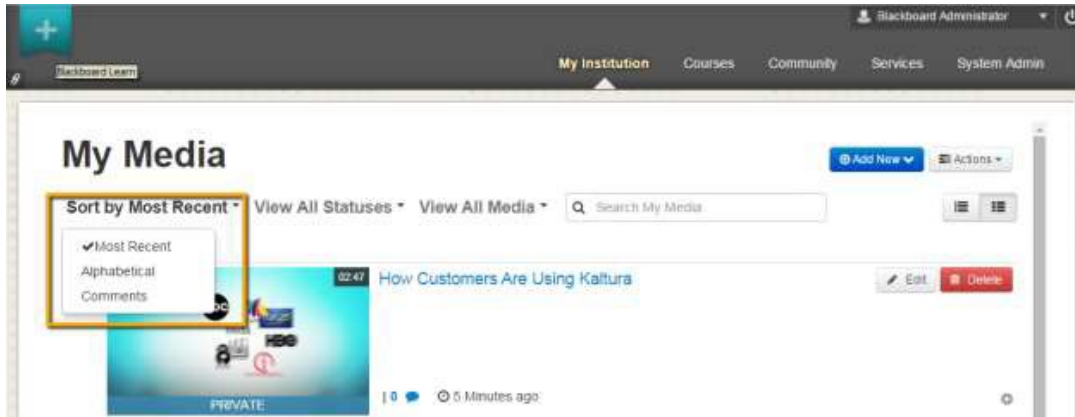 Blackboard Administrator
Blackboard Learn
My Institution Courses Community Services System Admin
My Media
Add New Actions
Sort by Most Recent View All Statuses View All Media Search My Media
Most Recent
Alphabetical
Comments
02:47 How Customers Are Using Kaltura Edit Delete
abc
HBO
PRIVATE | 0 5 Minutes ago